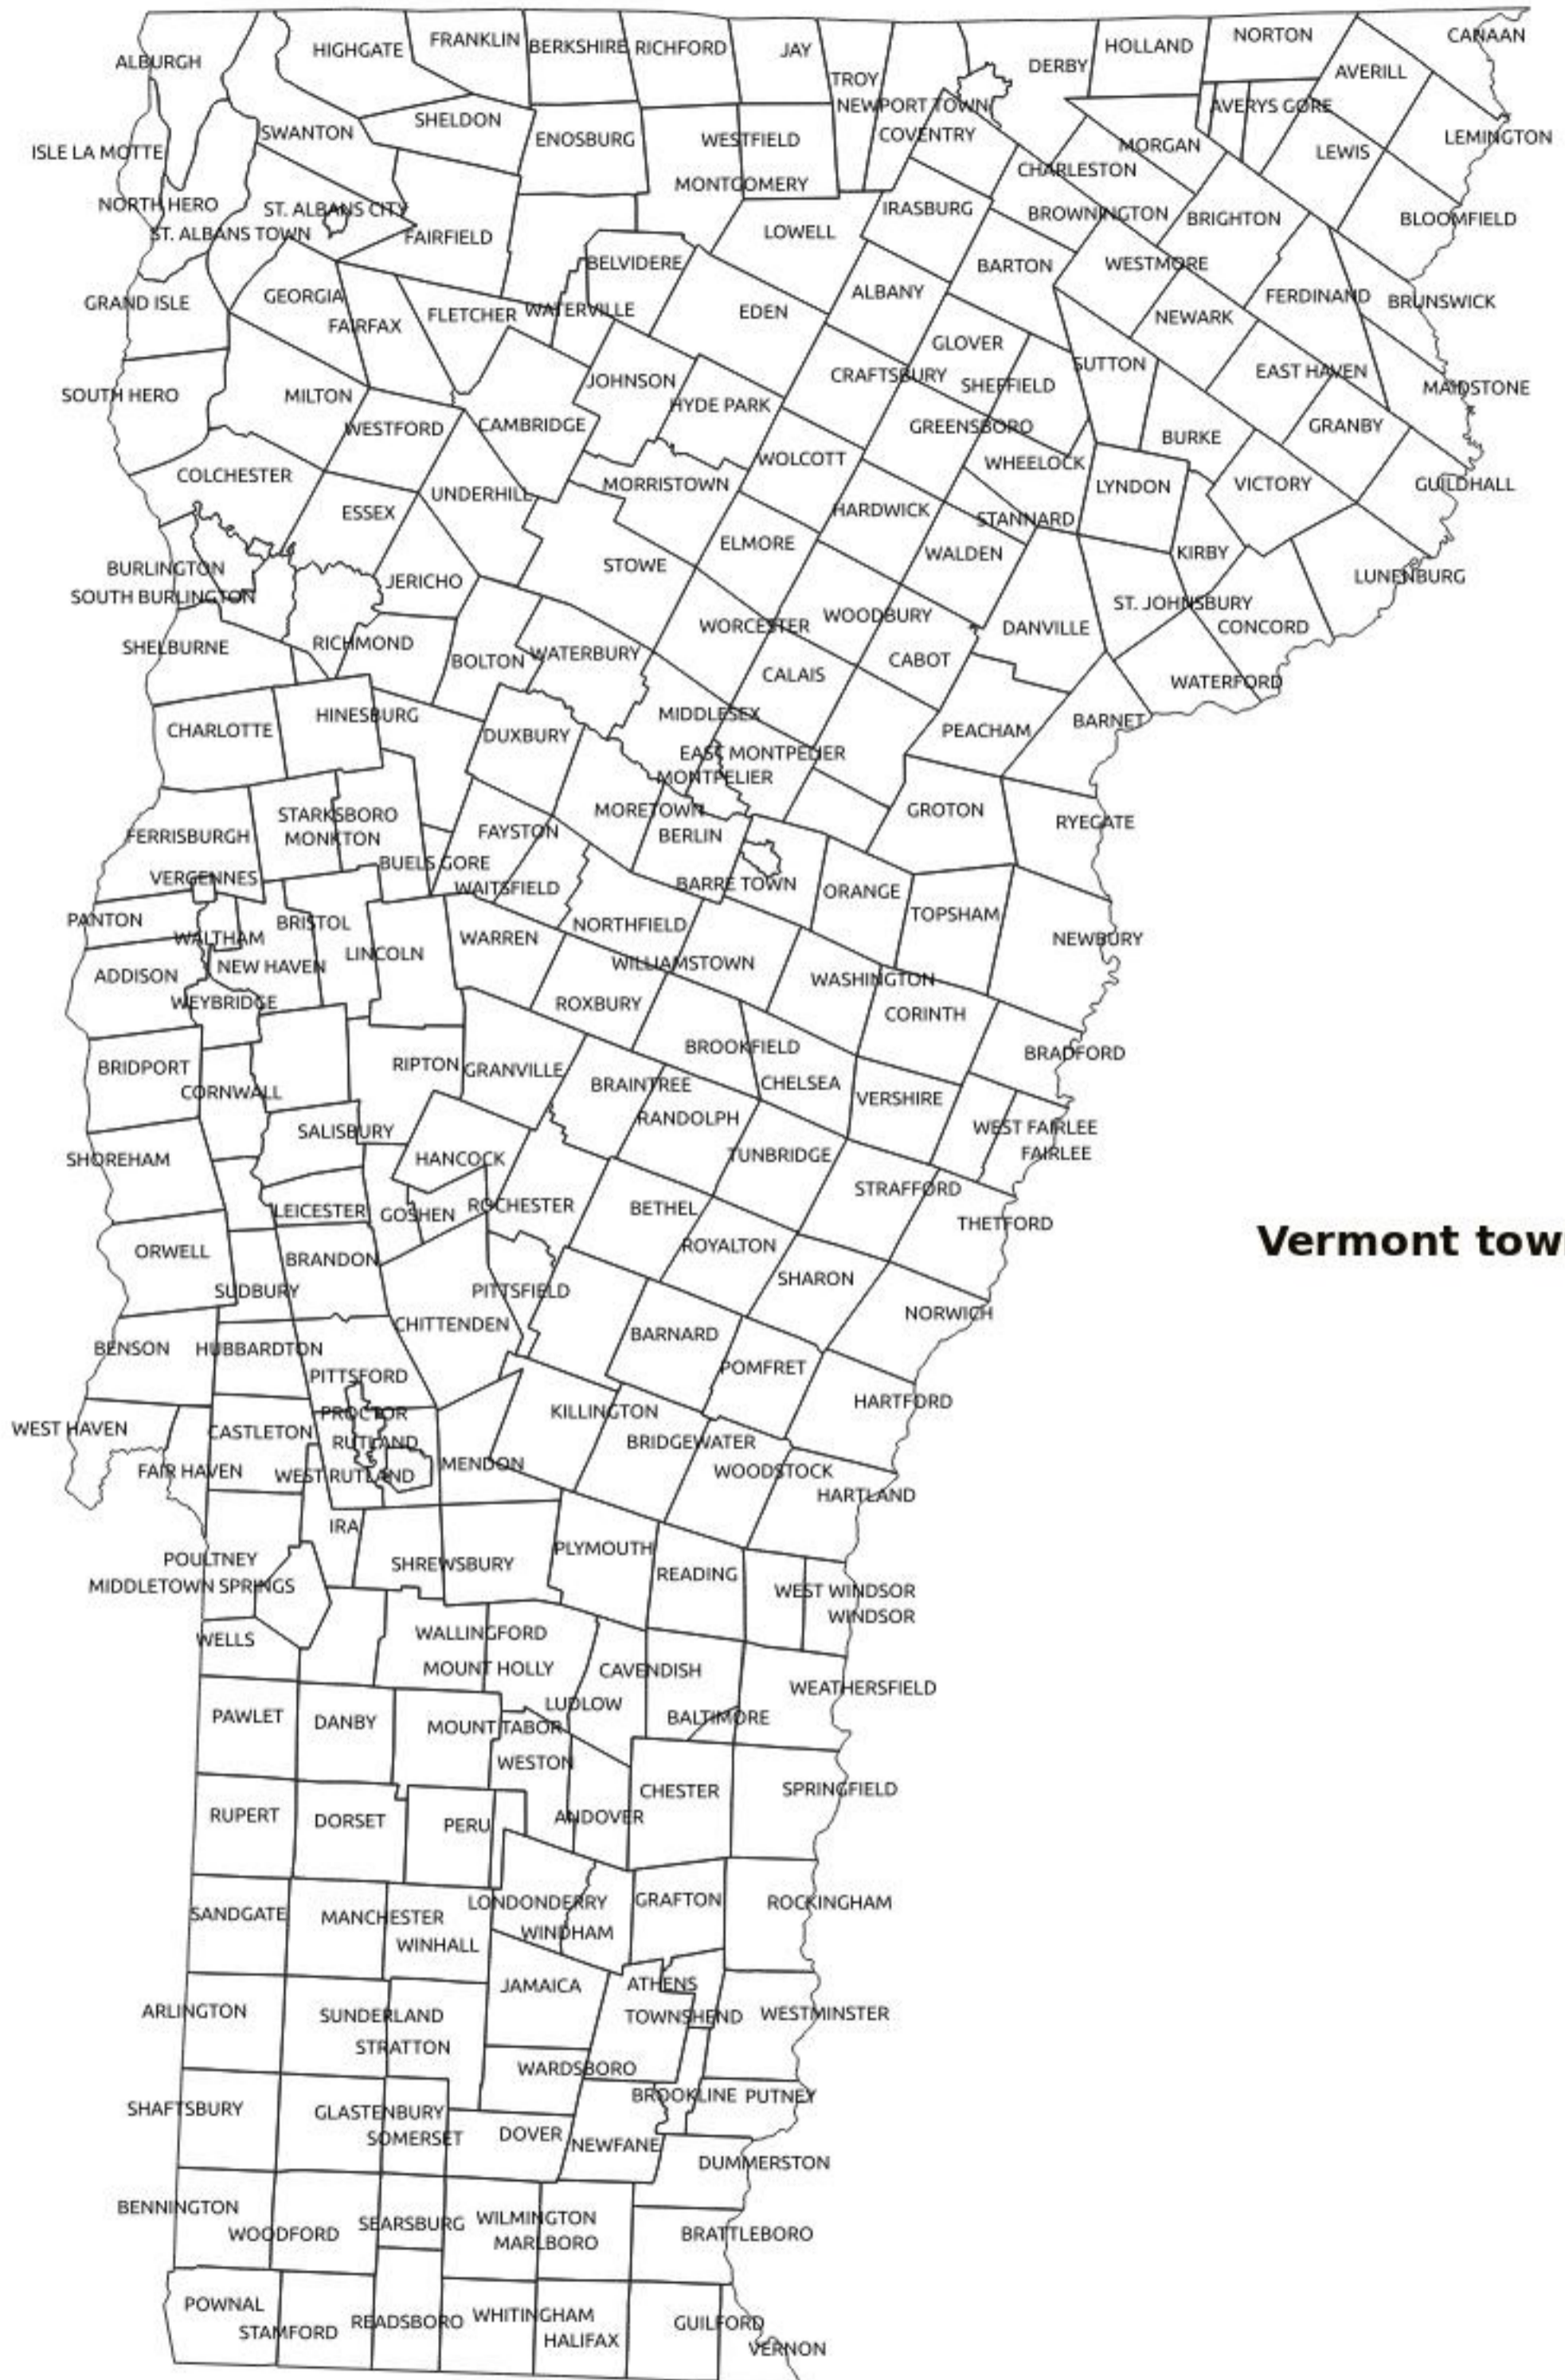 FRANKLIN
BERKSHIRE
RICHFORD
HIGHGATE
JAY
HOLLAND
NORTON
CANAAN
ALBURGH
TROY
DERBY
AVERILL
NEWPORT TOWN
AVERYS GORE
SWANTON
SHELDON
ENOSBURG
WESTFIELD
COVENTRY
MORGAN
LEWIS
LEMINGTON
ISLE LA MOTTE
MONTGOMERY
CHARLESTON
NORTH HERO
ST. ALBANS CITY
IRASBURG
BROWNINGTON
BRIGHTON
BLOOMFIELD
ST. ALBANS TOWN
FAIRFIELD
LOWELL
BELVIDERE
BARTON
WESTMORE
GRAND ISLE
GEORGIA
FAIRFAX
FLETCHER
WATERVILLE
EDEN
ALBANY
NEWARK
FERDINAND
BRUNSWICK
GLOVER
SOUTH HERO
MILTON
JOHNSON
HYDE PARK
CRAFTSBURY
SHEFFIELD
SUTTON
EAST HAVEN
MAIDSTONE
WESTFORD
CAMBRIDGE
GREENSBORO
BURKE
GRANBY
COLCHESTER
UNDERHILL
MORRISTOWN
WOLCOTT
WHEELOCK
LYNDON
VICTORY
GUILDHALL
ESSEX
ELMORE
HARDWICK
STANNARD
BURLINGTON
JERICHO
STOWE
WALDEN
KIRBY
LUNENBURG
SOUTH BURLINGTON
WORCESTER
WOODBURY
DANVILLE
ST. JOHNSBURY
CONCORD
SHELBURNE
RICHMOND
BOLTON
WATERBURY
CALAIS
CABOT
WATERFORD
CHARLOTTE
HINESBURG
DUXBURY
MIDDLESEX
PEACHAM
BARNET
EAST MONTPELIER
MONTPELIER
FERRISBURGH
STARKSBORO
MONKTON
FAYSTON
MORETOWN
BERLIN
GROTON
RYEGATE
VERGENNES
BUELS GORE
WAITSFIELD
BARRE TOWN
ORANGE
PANTON
WALTHAM
BRISTOL
LINCOLN
WARREN
NORTHFIELD
TOPSHAM
NEWBURY
ADDISON
NEW HAVEN
WILLIAMSTOWN
WASHINGTON
WEYBRIDGE
ROXBURY
CORINTH
BRIDPORT
RIPTON
GRANVILLE
BROOKFIELD
BRADFORD
CORNWALL
BRAINTREE
CHELSEA
VERSHIRE
SHOREHAM
SALISBURY
HANCOCK
RANDOLPH
TUNBRIDGE
WEST FAIRLEE
FAIRLEE
LEICESTER
GOSHEN
ROCHESTER
BETHEL
STRAFFORD
THETFORD
Vermont tow
ORWELL
BRANDON
ROYALTON
SUDBURY
PITTSFIELD
SHARON
NORWICH
BENSON
HUBBARDTON
CHITTENDEN
BARNARD
PITTSFORD
POMFRET
WEST HAVEN
CASTLETON
PROCTOR
KILLINGTON
HARTFORD
RUTLAND
BRIDGEWATER
FAIR HAVEN
WEST RUTLAND
MENDON
WOODSTOCK
HARTLAND
IRA
POULTNEY
SHREWSBURY
PLYMOUTH
READING
MIDDLETOWN SPRINGS
WEST WINDSOR
WINDSOR
WELLS
WALLINGFORD
MOUNT HOLLY
CAVENDISH
WEATHERSFIELD
PAWLET
DANBY
MOUNT TABOR
LUDLOW
BALTIMORE
WESTON
CHESTER
SPRINGFIELD
RUPERT
DORSET
PERU
ANDOVER
SANDGATE
MANCHESTER
LONDONDERRY
GRAFTON
ROCKINGHAM
WINHALL
WINDHAM
JAMAICA
ATHENS
ARLINGTON
SUNDERLAND
TOWNSHEND
WESTMINSTER
STRATTON
WARDSBORO
SHAFTSBURY
GLASTENBURY
BROOKLINE
PUTNEY
SOMERSET
DOVER
NEWFANE
DUMMERSTON
BENNINGTON
WOODFORD
SEARSBURG
WILMINGTON
MARLBORO
BRATTLEBORO
POWNAL
STAMFORD
READSBORO
WHITINGHAM
HALIFAX
GUILFORD
VERNON